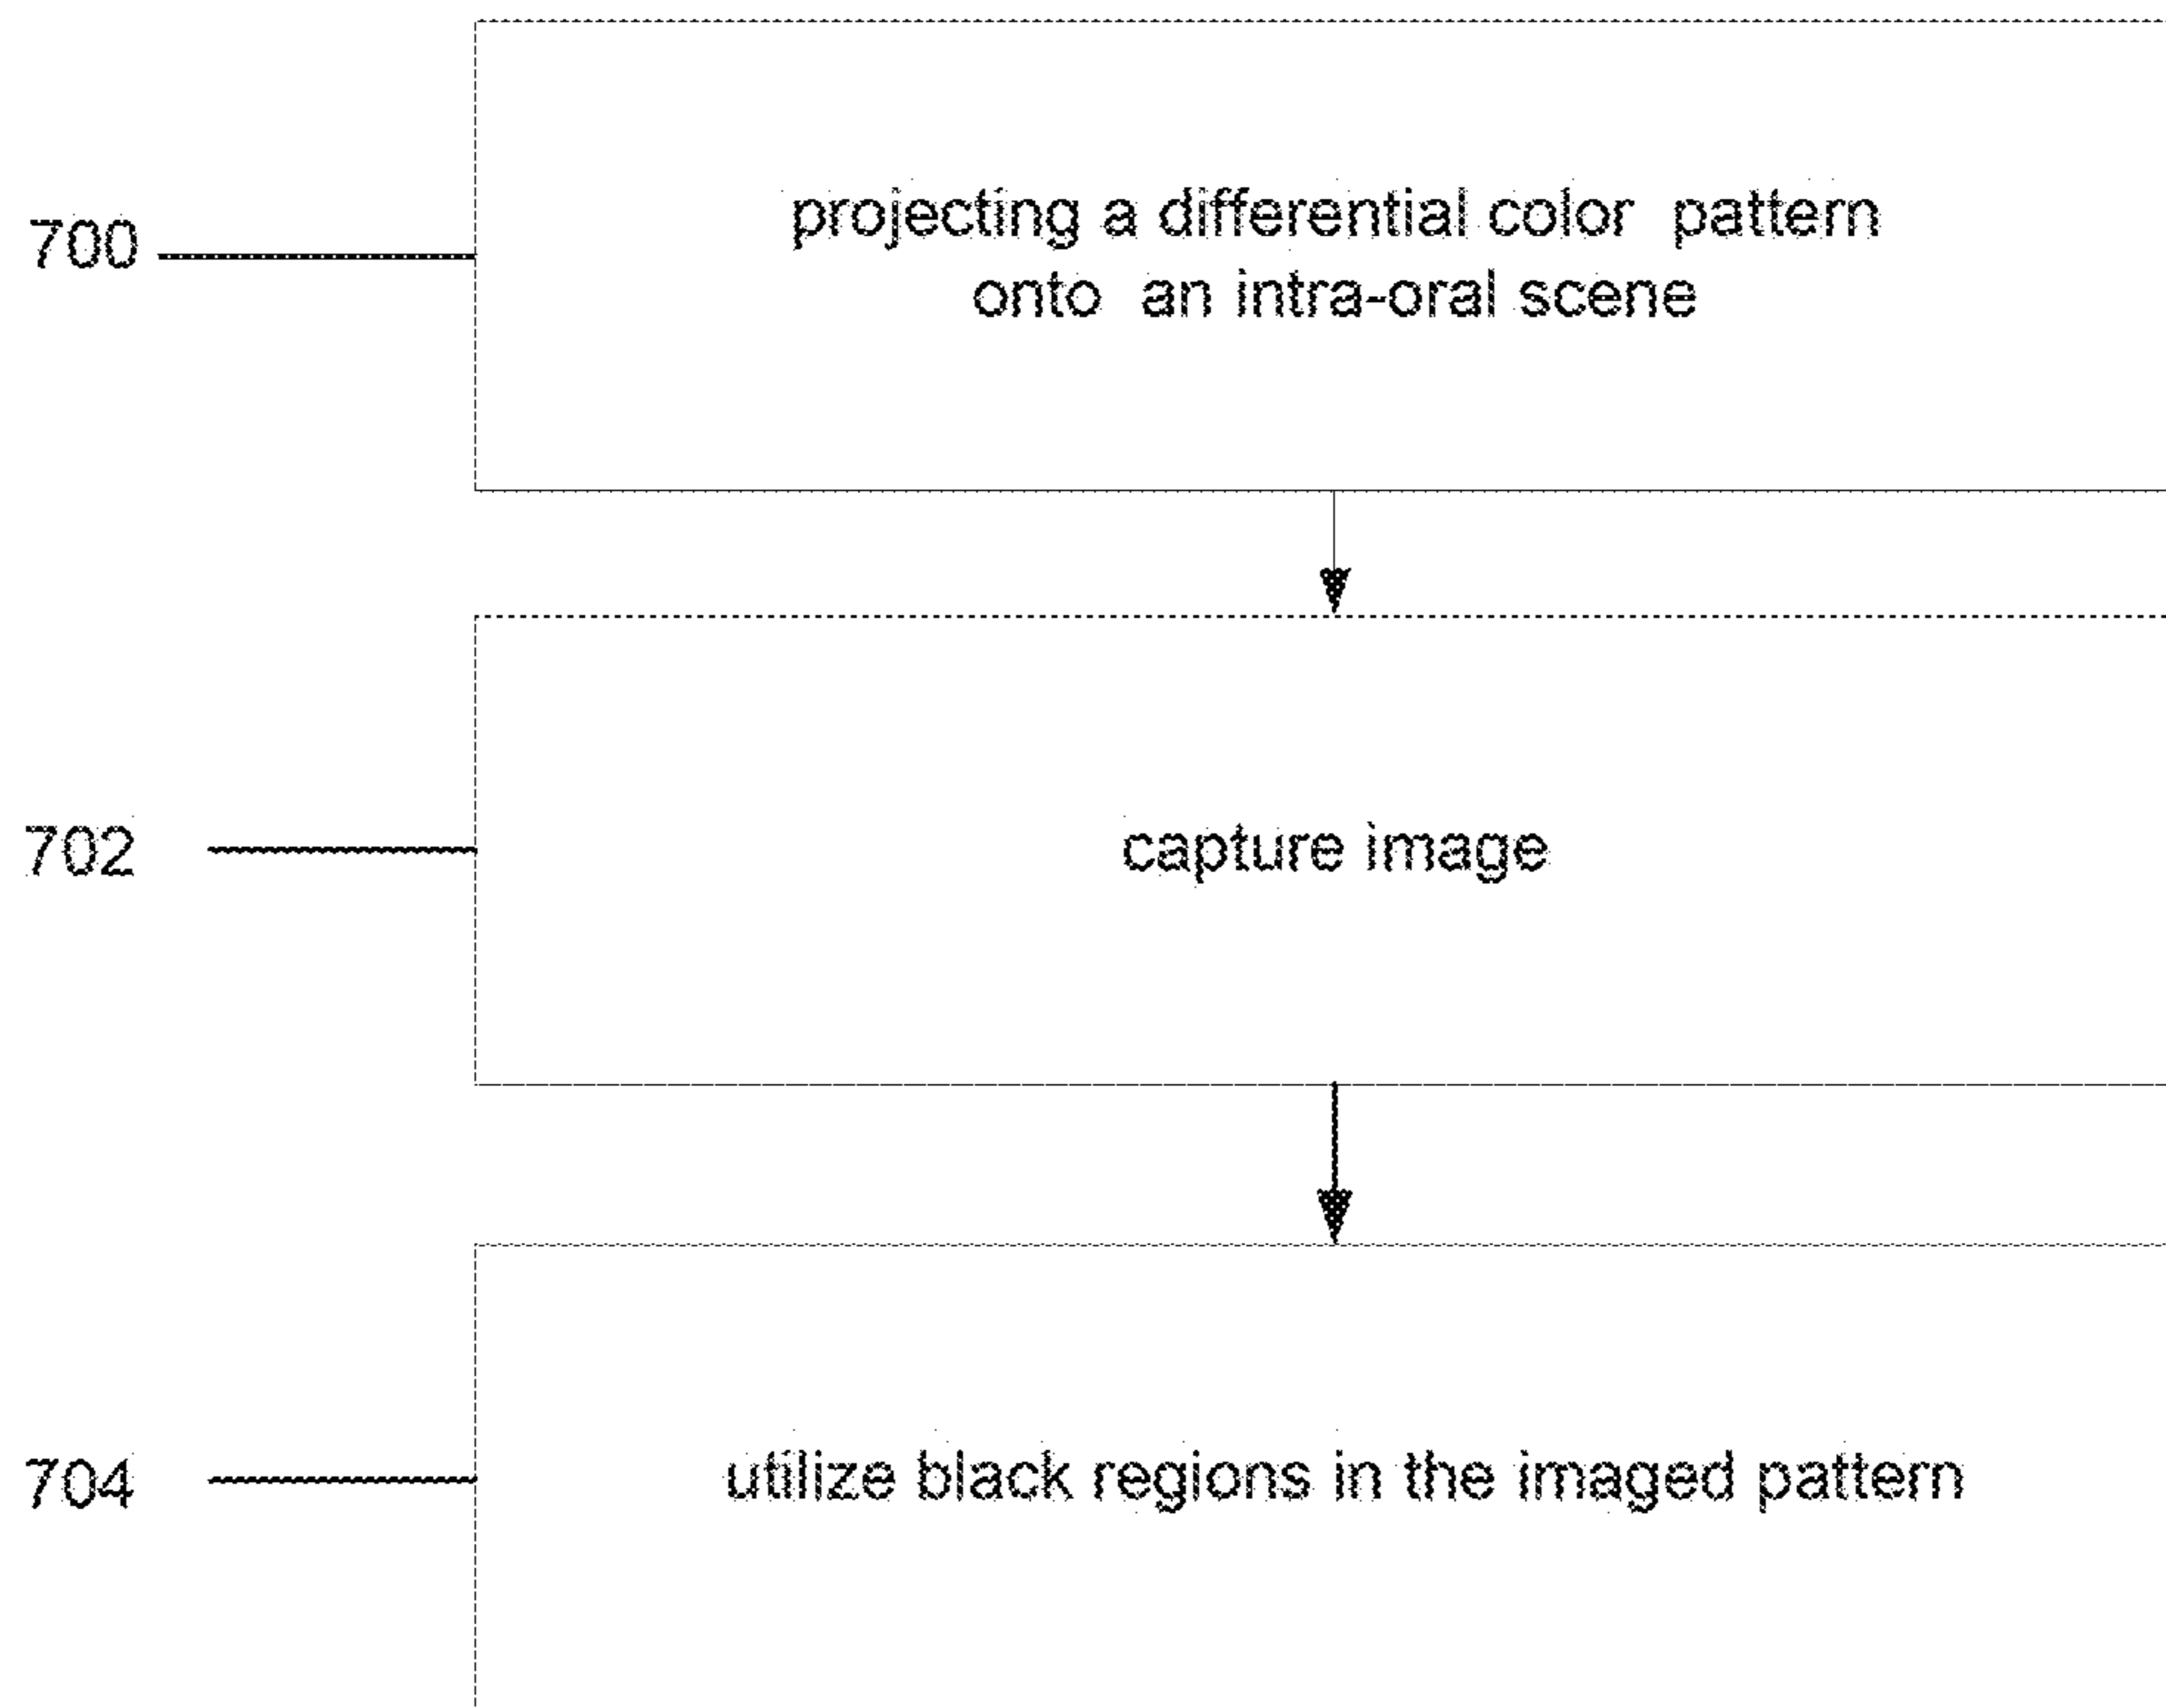 700
projecting a differential color pattern
onto an intra-oral scene
702
capture image
704
utilize black regions in the imaged pattern